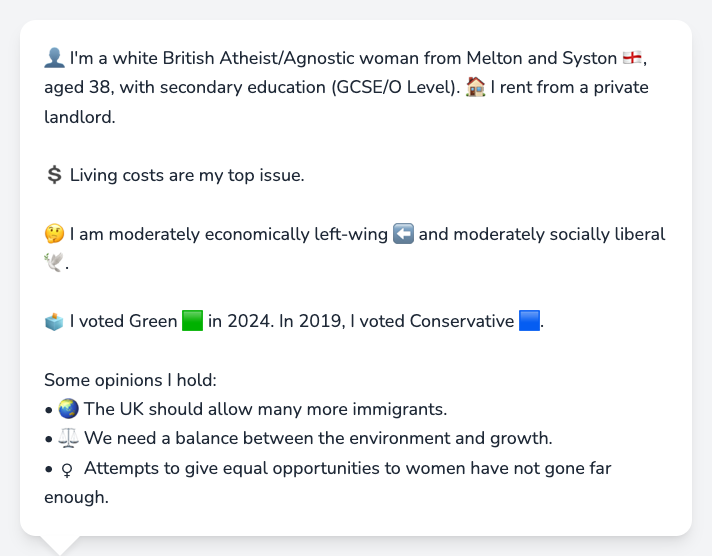 👤 I'm a white British Atheist/Agnostic woman from Melton and Syston 🏴󠁧󠁢󠁥󠁮󠁧󠁿,
aged 38, with secondary education (GCSE/O Level). 🏠 I rent from a private
landlord.
💲 Living costs are my top issue.
🤔 I am moderately economically left-wing ⬅️ and moderately socially liberal
🕊️.
🗳️ I voted Green 🟩 in 2024. In 2019, I voted Conservative 🟦.
Some opinions I hold:
• 🌏 The UK should allow many more immigrants.
• ⚖️ We need a balance between the environment and growth.
• ♀ Attempts to give equal opportunities to women have not gone far
enough.